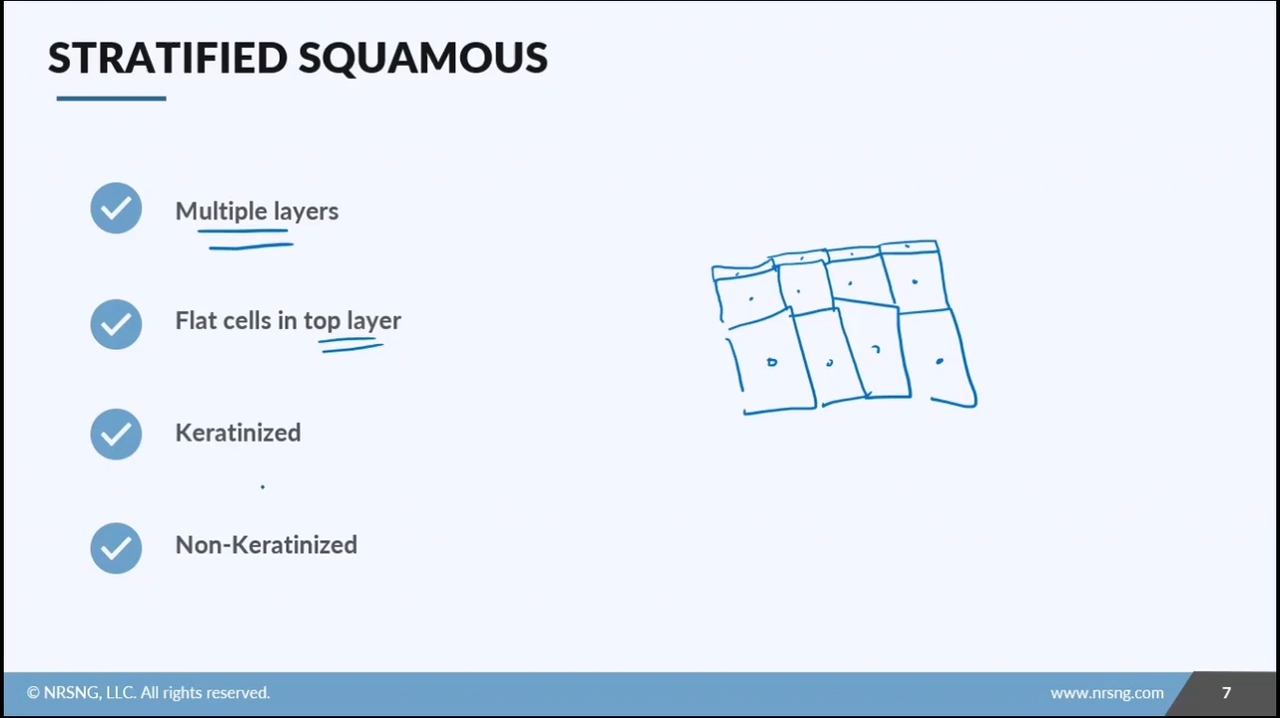 STRATIFIED SQUAMOUS
Multiple layers
Flat cells in top layer
Keratinized
Non-Keratinized
© NRSNG, LLC. All rights reserved.
www.nrsng.com
7